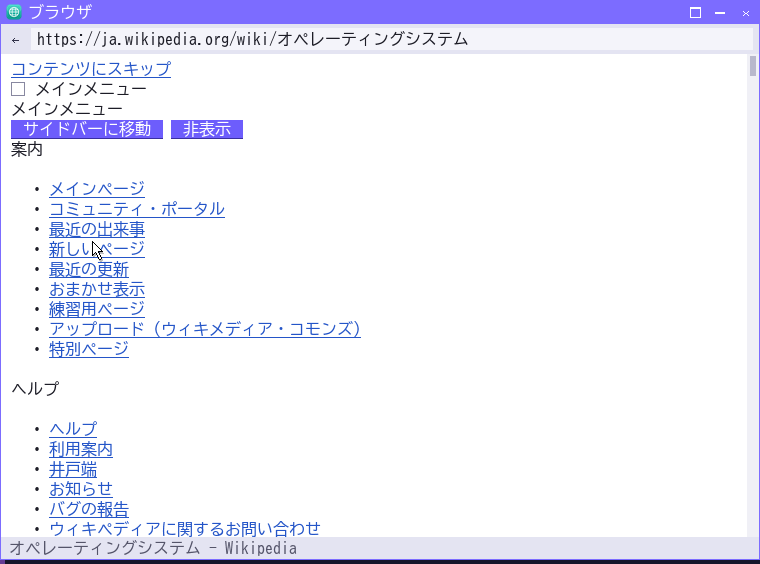 ブラウザ
https://ja.wikipedia.org/wiki/オペレーティングシステム
コンテンツにスキップ
メインメニュー
メインメニュー
サイドバーに移動 非表示
案内
• メインページ
• コミュニティ・ポータル
• 最近の出来事
• 新しいページ
• 最近の更新
• おまかせ表示
• 練習用ページ
• アップロード (ウィキメディア・コモンズ)
• 特別ページ
ヘルプ
• ヘルプ
• 利用案内
• 井戸端
• お知らせ
• バグの報告
• ウィキペディアに関するお問い合わせ
オペレーティングシステム - Wikipedia